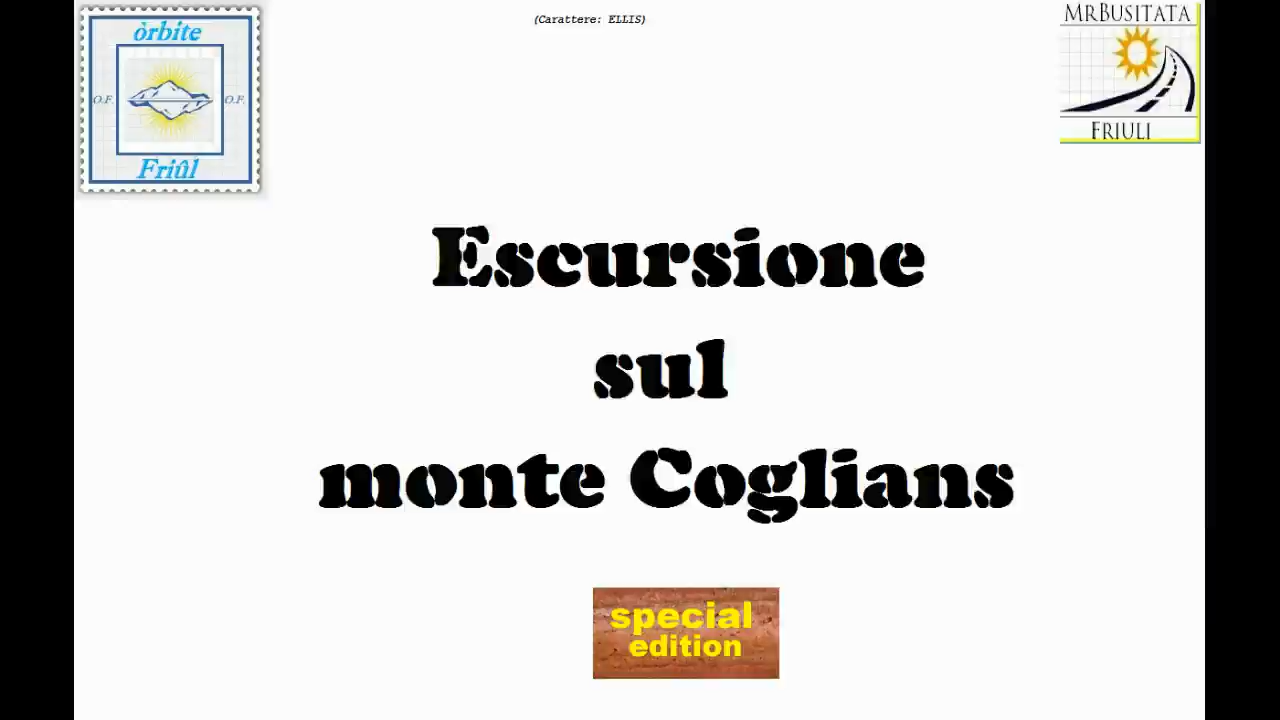 òrbite
O.F. O.F.
Friûl
(Carattere: ELLIS)
MRBUSITATA
FRIULI
Escursione
sul
monte Coglians
special
edition